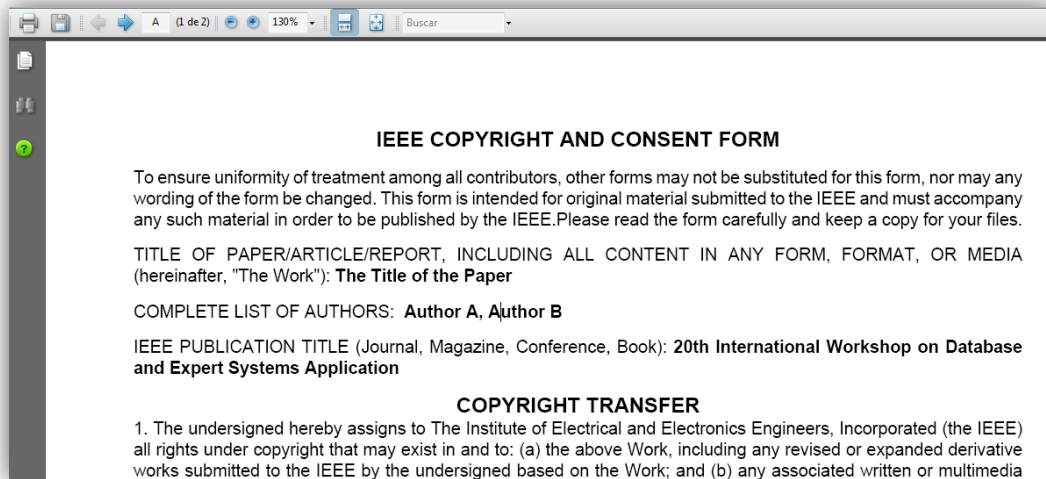 A (1 de 2) 130% Buscar
IEEE COPYRIGHT AND CONSENT FORM
To ensure uniformity of treatment among all contributors, other forms may not be substituted for this form, nor may any
wording of the form be changed. This form is intended for original material submitted to the IEEE and must accompany
any such material in order to be published by the IEEE.Please read the form carefully and keep a copy for your files.
TITLE OF PAPER/ARTICLE/REPORT, INCLUDING ALL CONTENT IN ANY FORM, FORMAT, OR MEDIA
(hereinafter, "The Work"): The Title of the Paper
COMPLETE LIST OF AUTHORS: Author A, Author B
IEEE PUBLICATION TITLE (Journal, Magazine, Conference, Book): 20th International Workshop on Database
and Expert Systems Application
COPYRIGHT TRANSFER
1. The undersigned hereby assigns to The Institute of Electrical and Electronics Engineers, Incorporated (the IEEE)
all rights under copyright that may exist in and to: (a) the above Work, including any revised or expanded derivative
works submitted to the IEEE by the undersigned based on the Work; and (b) any associated written or multimedia